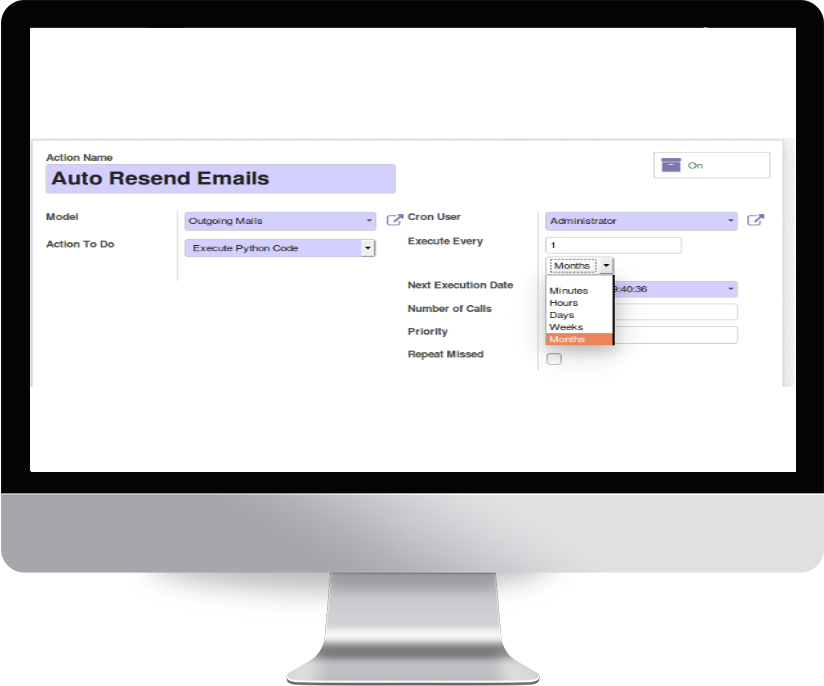 Action Name
Auto Resend Emails
On
Model
Outgoing Mails
Cron User
Administrator
Action To Do
Execute Python Code
Execute Every
1
Months
Next Execution Date
9:40:36
Minutes
Hours
Number of Calls
Days
Weeks
Priority
Months
Repeat Missed